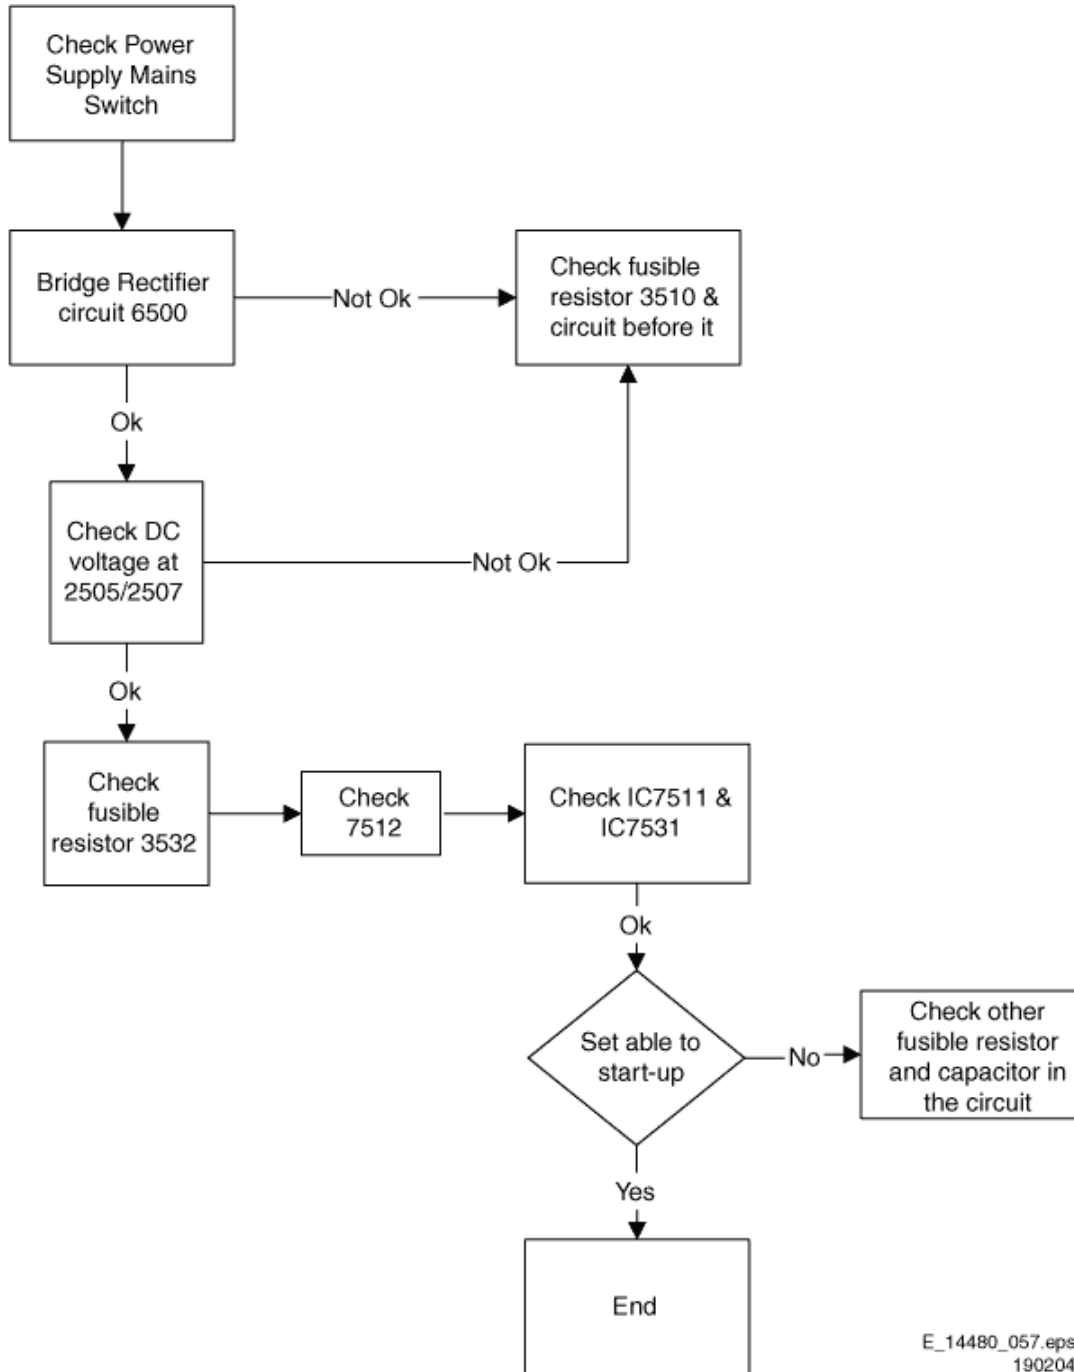 Check Power
Supply Mains
Switch
Bridge Rectifier
circuit 6500
Not Ok
Check fusible
resistor 3510 &
circuit before it
Ok
Check DC
voltage at
2505/2507
Not Ok
Ok
Check
fusible
resistor 3532
Check
7512
Check IC7511 &
IC7531
Ok
Set able to
start-up
No
Check other
fusible resistor
and capacitor in
the circuit
Yes
End
E_14480_057.eps
190204